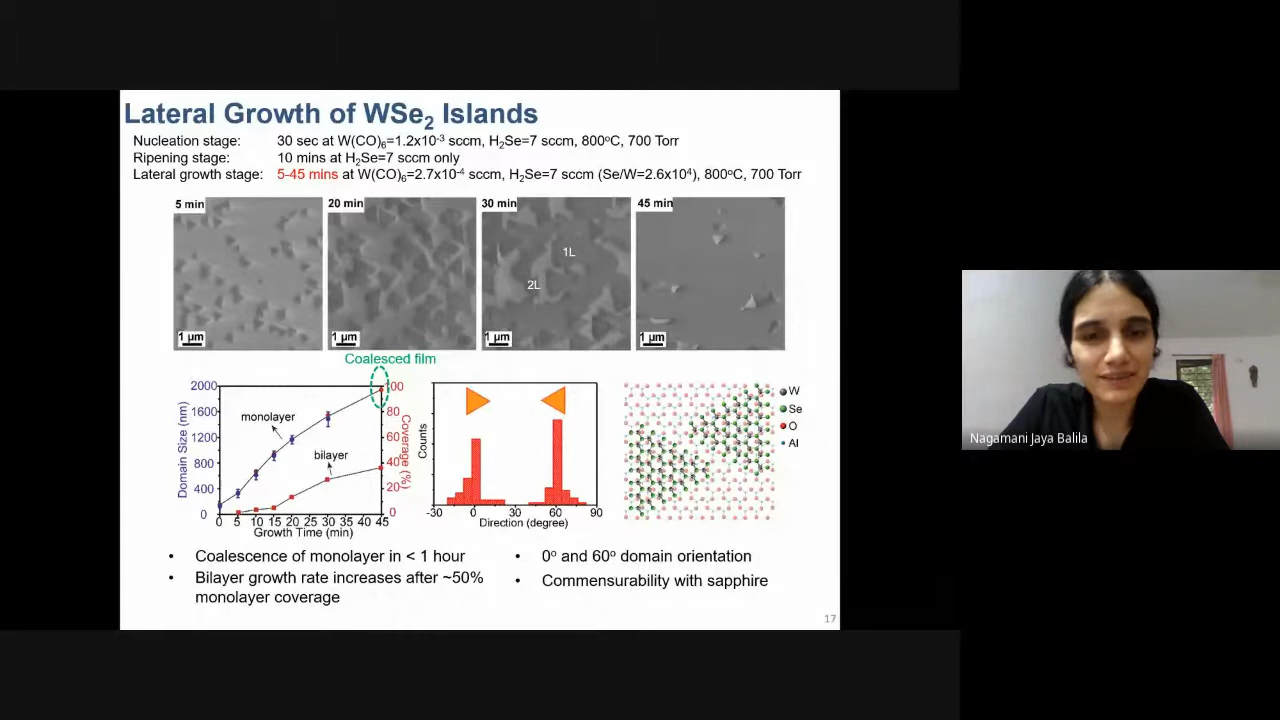 Lateral Growth of WSe2 Islands
Nucleation stage: 30 sec at W(CO)6=1.2x10-3 sccm, H2Se=7 sccm, 800oC, 700 Torr
Ripening stage: 10 mins at H2Se=7 sccm only
Lateral growth stage: 5-45 mins at W(CO)6=2.7x10-4 sccm, H2Se=7 sccm (Se/W=2.6x104), 800oC, 700 Torr
5 min 20 min 30 min 45 min
1L
2L
1 μm 1 μm 1 μm 1 μm
Coalesced film
2000
1600
1200
800
400
0
Domain Size (nm)
monolayer
bilayer
00
80
60
40
20
0
Coverage (%)
0 5 10 15 20 25 30 35 40 45
Growth Time (min)
Counts
-30 0 30 60 90
Direction (degree)
W
Se
O
Al
• Coalescence of monolayer in < 1 hour
• Bilayer growth rate increases after ~50%
monolayer coverage
• 0o and 60o domain orientation
• Commensurability with sapphire
17
Nagamani Jaya Balila